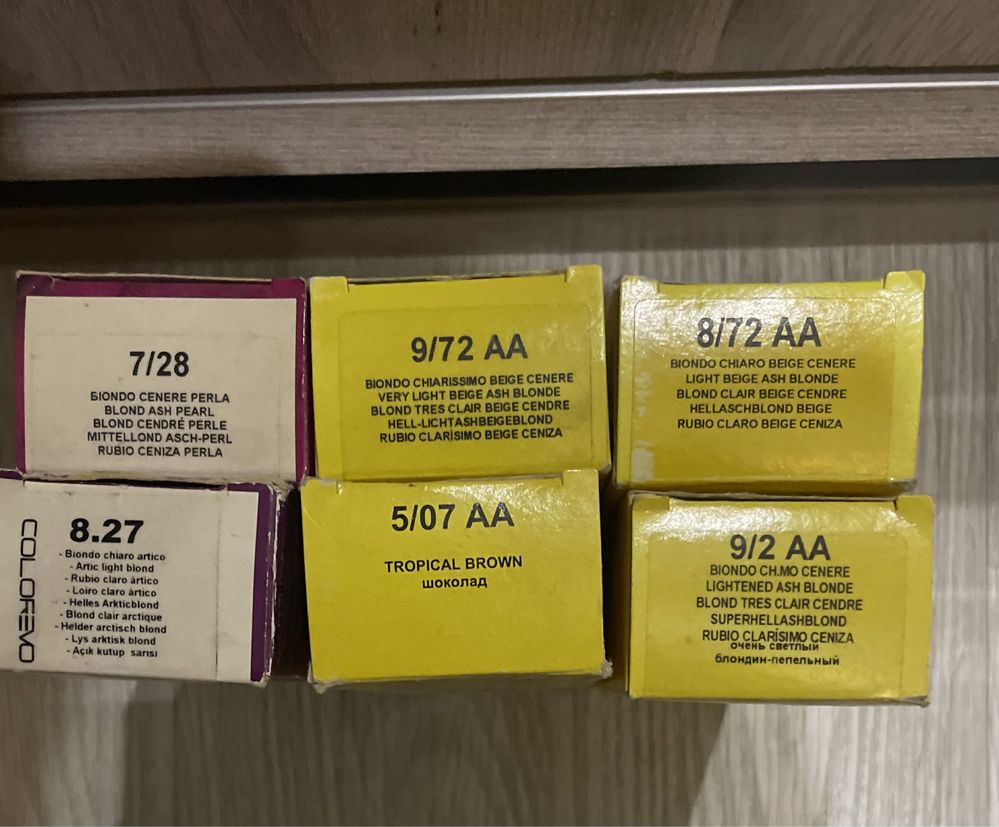 7/28
BIONDO CENERE PERLA
BLOND ASH PEARL
BLOND CENDRÉ PERLE
MITTELLOND ASCH-PERL
RUBIO CENIZA PERLA
9/72 AA
BIONDO CHIARISSIMO BEIGE CENERE
VERY LIGHT BEIGE ASH BLONDE
BLOND TRES CLAIR BEIGE CENDRE
HELL-LICHTASHBEIGEBLOND
RUBIO CLARÍSIMO BEIGE CENIZA
8/72 AA
BIONDO CHIARO BEIGE CENERE
LIGHT BEIGE ASH BLONDE
BLOND CLAIR BEIGE CENDRE
HELLASCHBLOND BEIGE
RUBIO CLARO BEIGE CENIZA
COLOREVO
8.27
- Biondo chiaro artico
- Artic light blond
- Rubio claro ártico
- Loiro claro ártico
- Helles Arkticblond
- Blond clair arctique
- Helder arctisch blond
- Lys arktisk blond
- Açık kutup sarısı
5/07 AA
TROPICAL BROWN
шоколад
9/2 AA
BIONDO CH.MO CENERE
LIGHTENED ASH BLONDE
BLOND TRES CLAIR CENDRE
SUPERHELLASHBLOND
RUBIO CLARÍSIMO CENIZA
очень светлый
блондин-пепельный